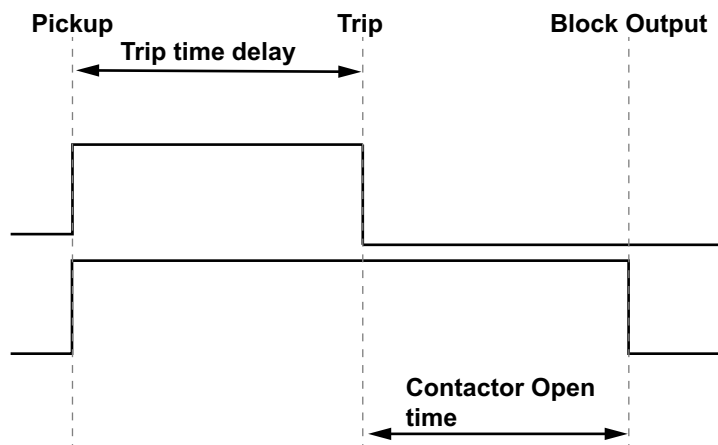 Pickup
Trip
Block Output
Trip time delay
Contactor Open
time